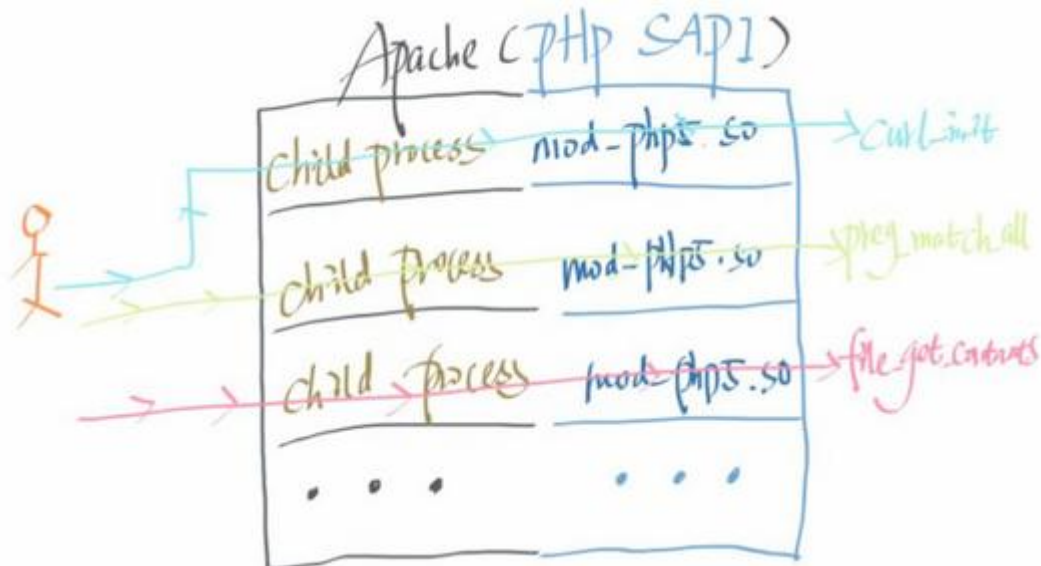 Apache (PHP SAPI)
child process mod-php5.so curl_init
child process mod-php5.so preg_match_all
child process mod-php5.so file_get_contents